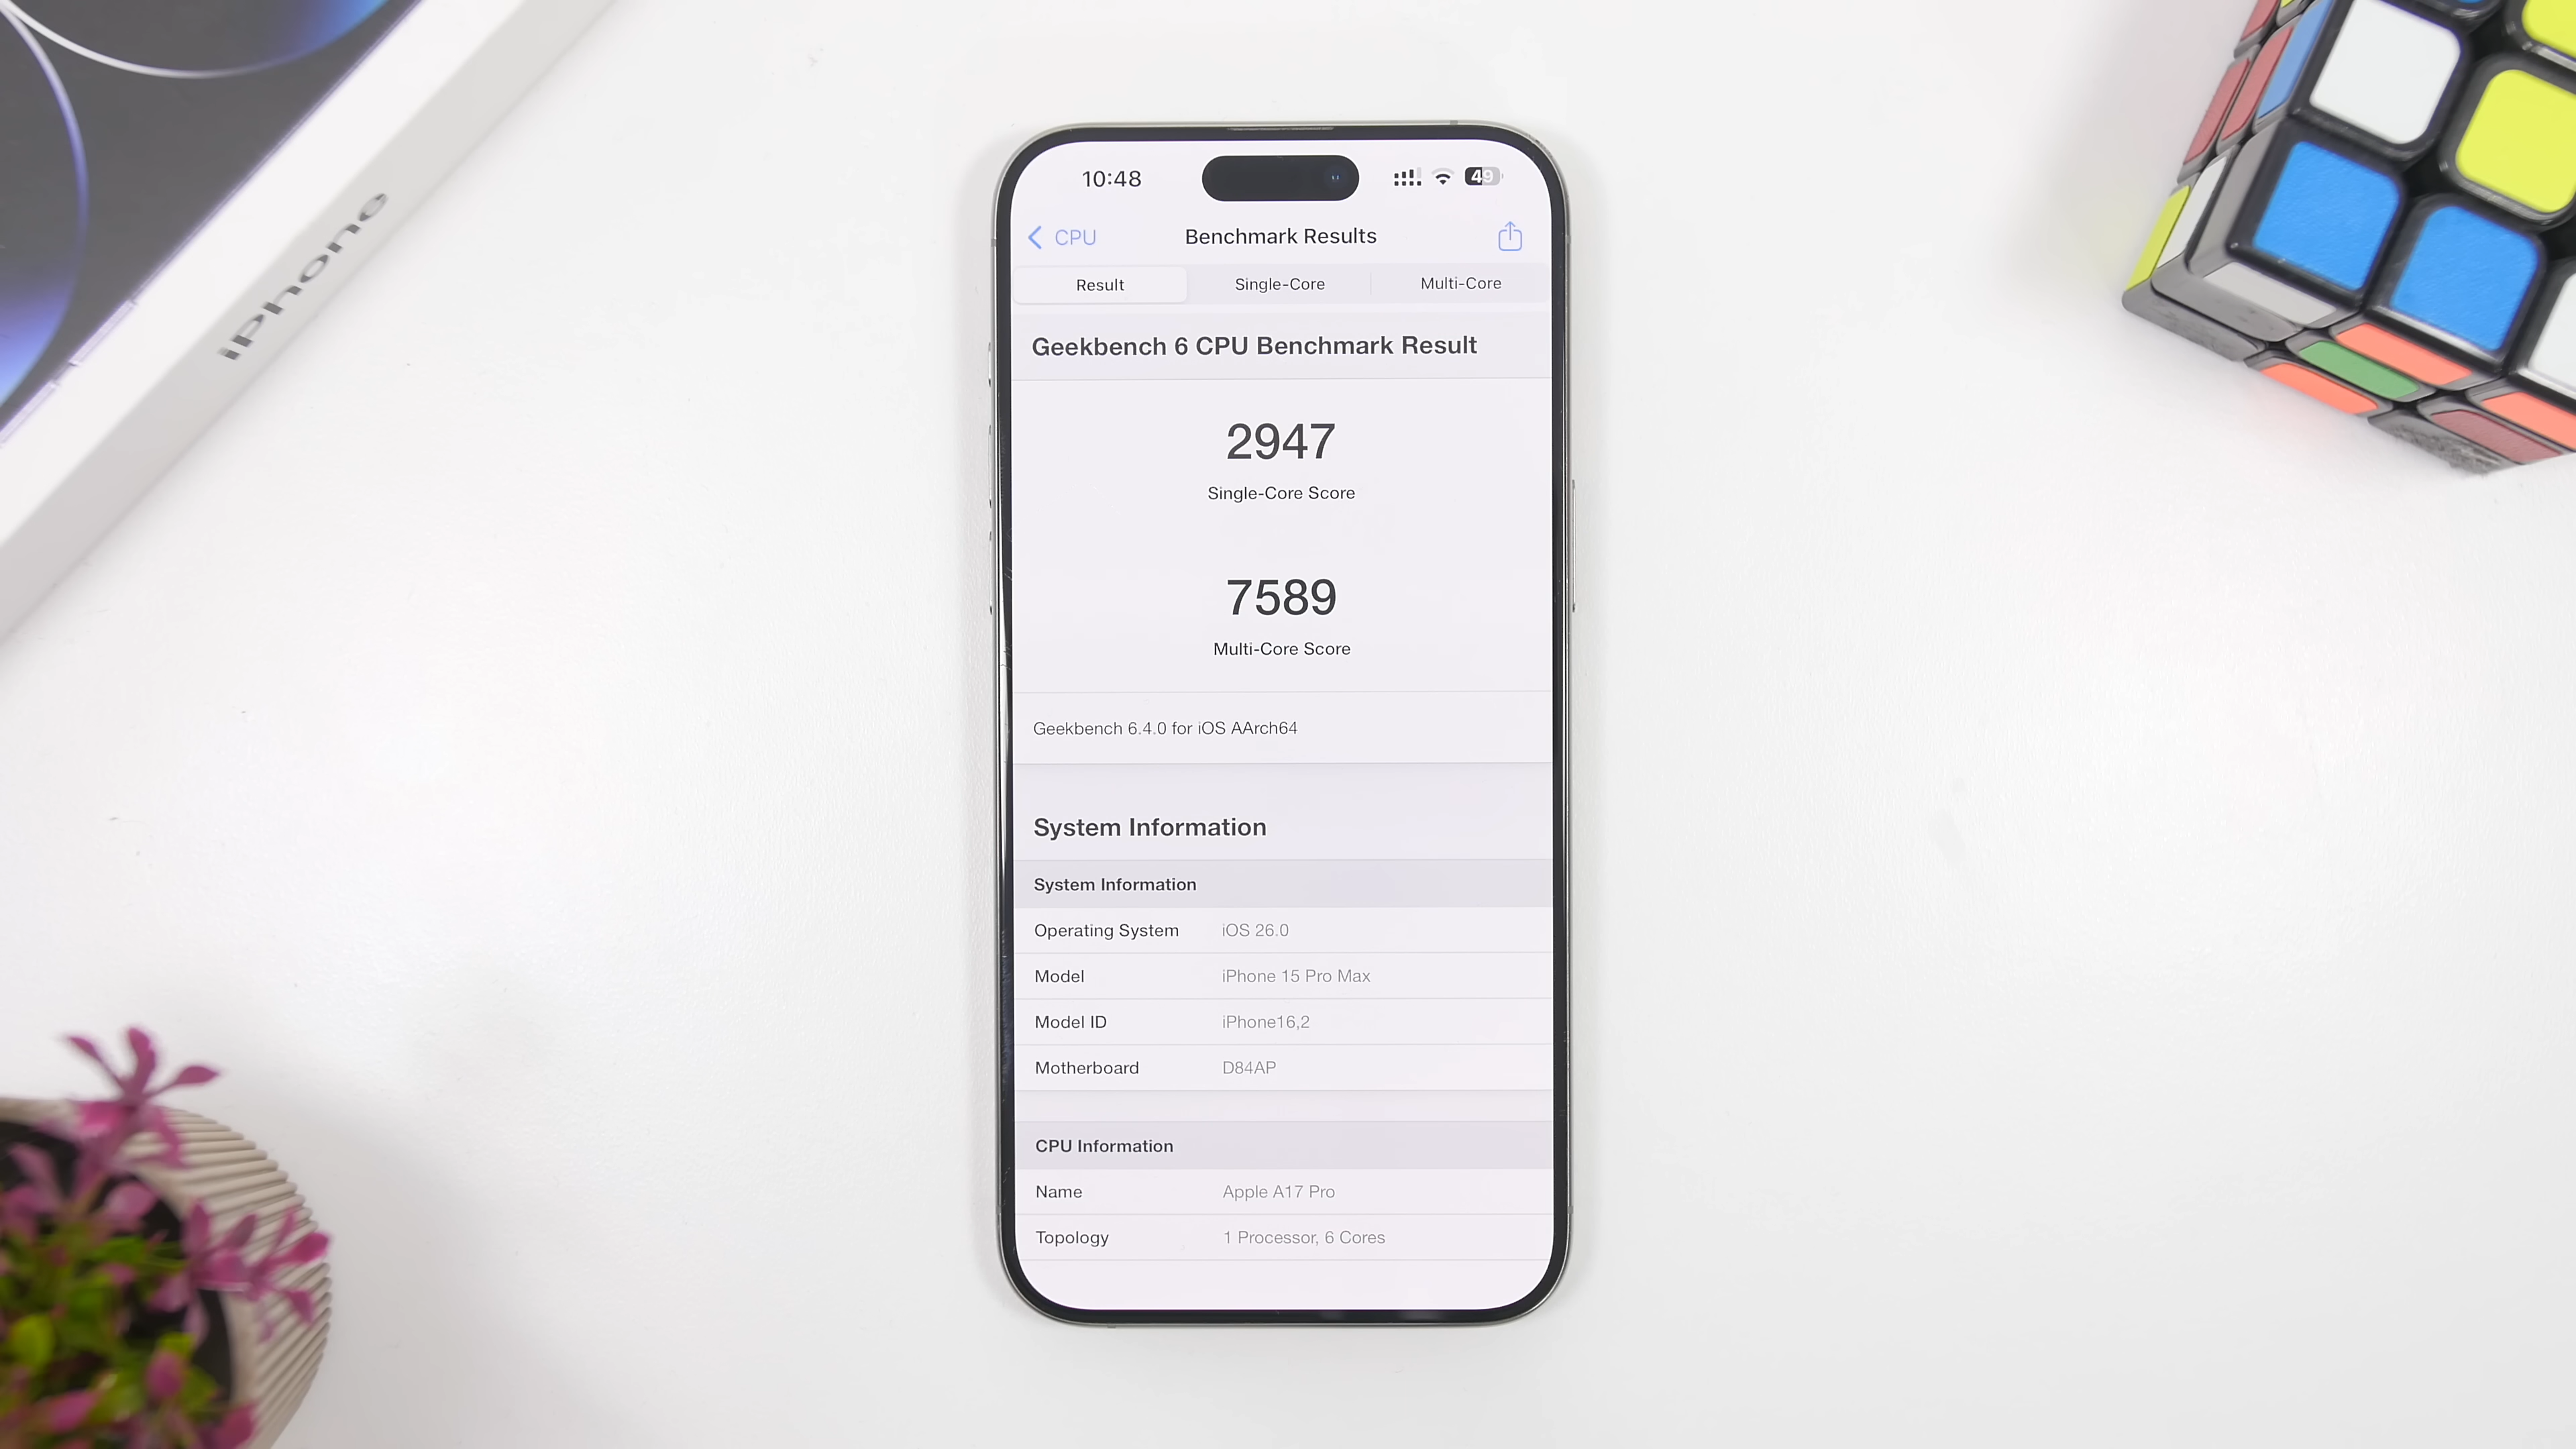 iPhone
10:48
49
CPU
Benchmark Results
Result
Single-Core
Multi-Core
Geekbench 6 CPU Benchmark Result
2947
Single-Core Score
7589
Multi-Core Score
Geekbench 6.4.0 for iOS AArch64
System Information
System Information
Operating System iOS 26.0
Model iPhone 15 Pro Max
Model ID iPhone16,2
Motherboard D84AP
CPU Information
Name Apple A17 Pro
Topology 1 Processor, 6 Cores